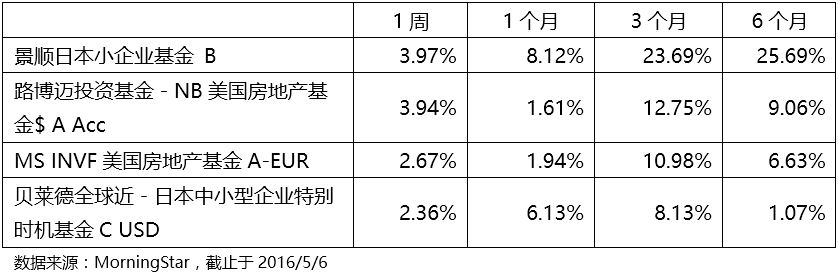 1 周 1 个月 3 个月 6 个月
景顺日本小企业基金 B 3.97% 8.12% 23.69% 25.69%
路博迈投资基金 - NB 美国房地产基
金$ A Acc 3.94% 1.61% 12.75% 9.06%
MS INVF 美国房地产基金 A-EUR 2.67% 1.94% 10.98% 6.63%
贝莱德全球近 - 日本中小型企业特别
时机基金 C USD 2.36% 6.13% 8.13% 1.07%
数据来源：MorningStar，截止于 2016/5/6